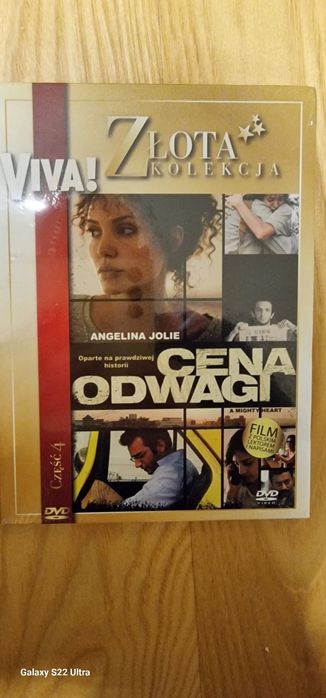 VIVA!
ZŁOTA
KOLEKCJA
ANGELINA JOLIE
Oparte na prawdziwej
historii
CENA
ODWAGI
A MIGHTY HEART
FILM
Z POLSKIM
LEKTOREM
I NAPISAMI
CZĘŚĆ 4
DVD
DVD
VIDEO
Galaxy S22 Ultra